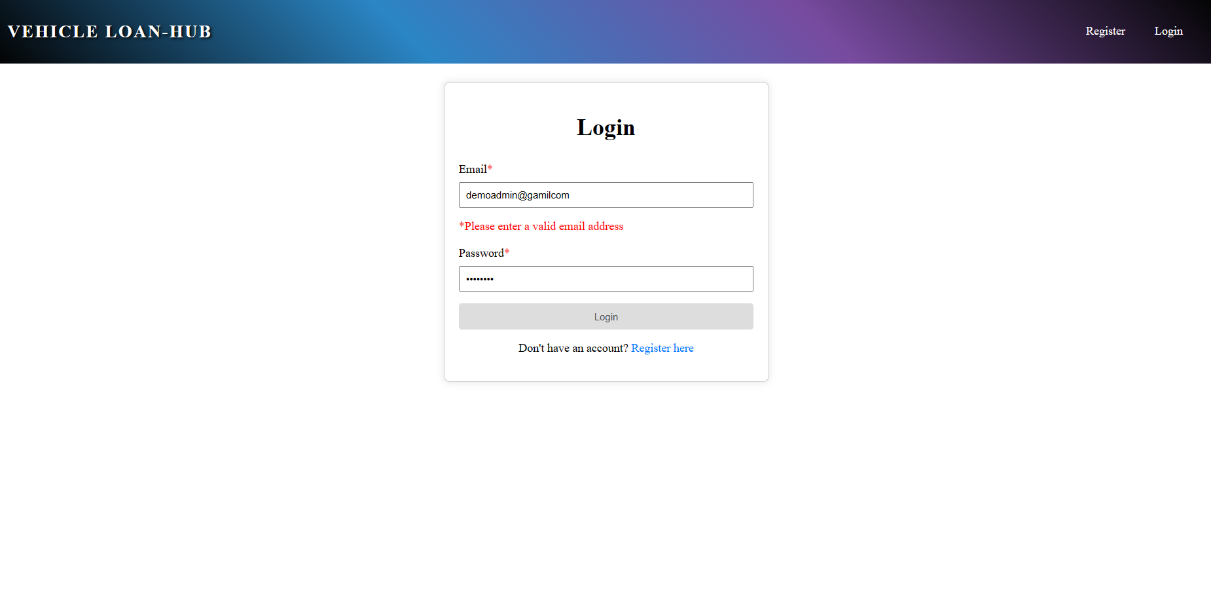 VEHICLE LOAN-HUB
Register
Login
Login
Email*
demoadmin@gamilcom
*Please enter a valid email address
Password*
••••••••
Login
Don't have an account? Register here